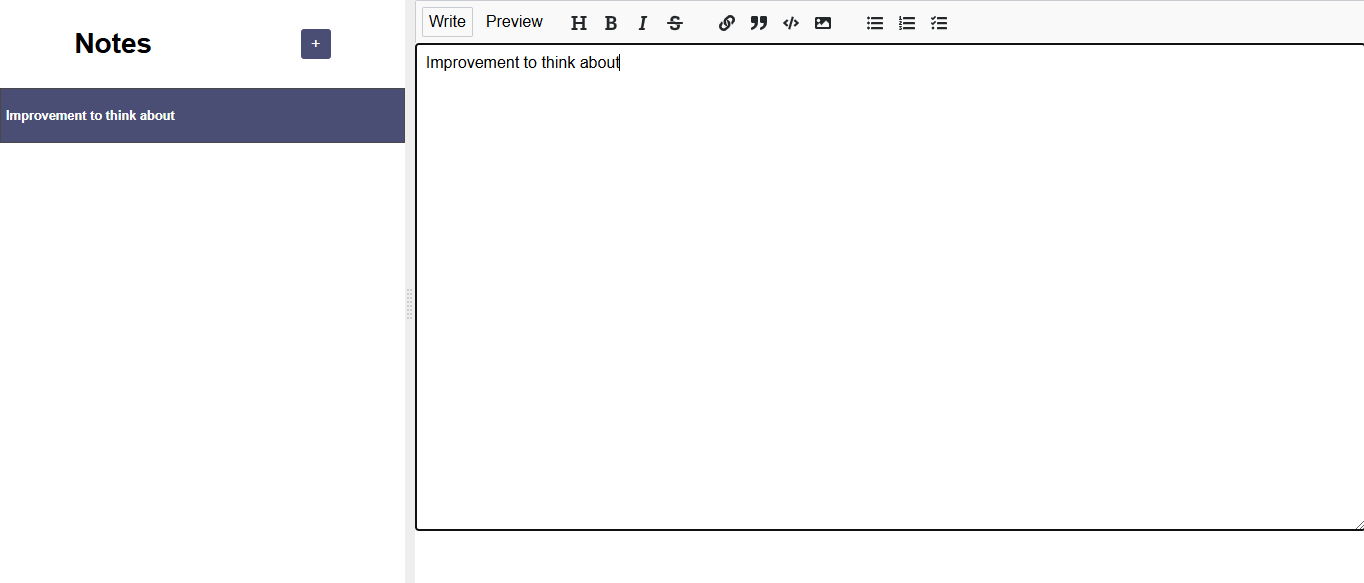 Notes
+
Improvement to think about
Write Preview
Improvement to think about